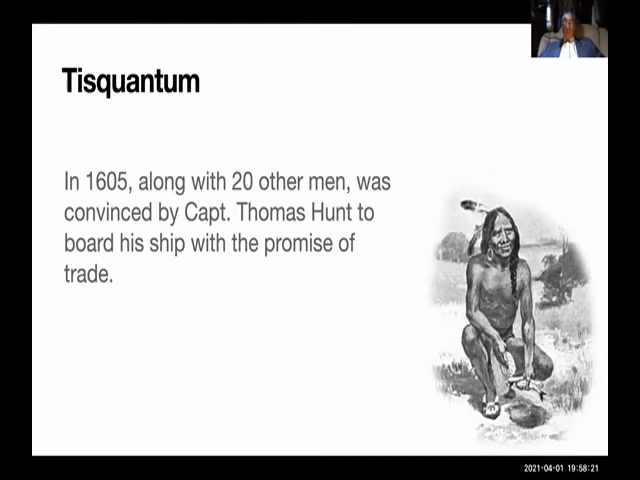 Tisquantum
In 1605, along with 20 other men, was
convinced by Capt. Thomas Hunt to
board his ship with the promise of
trade.
2021-04-01 19:58:21